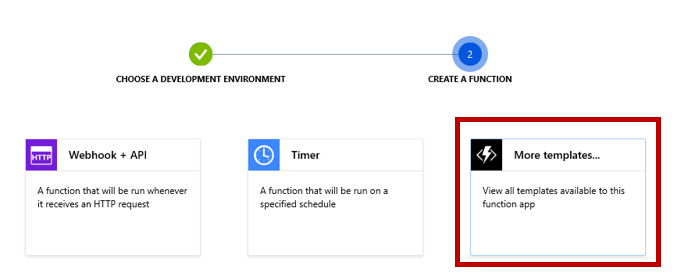 2
CHOOSE A DEVELOPMENT ENVIRONMENT
CREATE A FUNCTION
HTTP
Webhook + API
A function that will be run whenever
it receives an HTTP request
Timer
A function that will be run on a
specified schedule
More templates...
View all templates available to this
function app